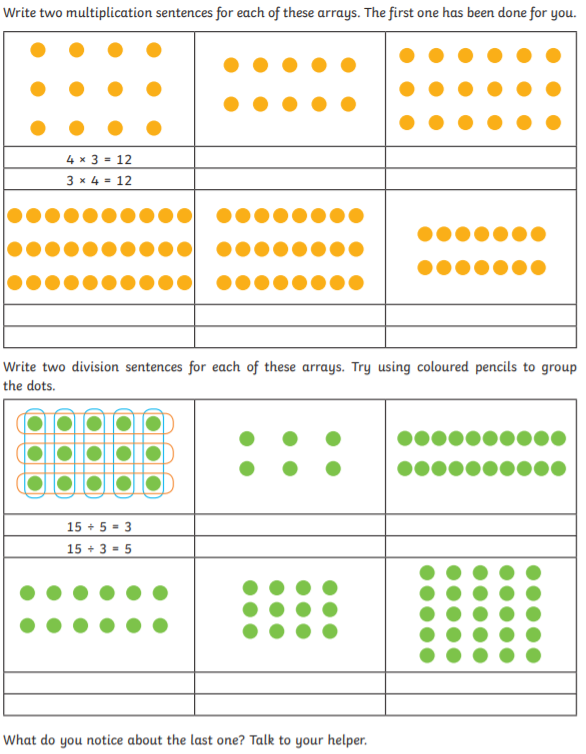 Write two multiplication sentences for each of these arrays. The first one has been done for you.
4 × 3 = 12
3 × 4 = 12
Write two division sentences for each of these arrays. Try using coloured pencils to group
the dots.
15 ÷ 5 = 3
15 ÷ 3 = 5
What do you notice about the last one? Talk to your helper.